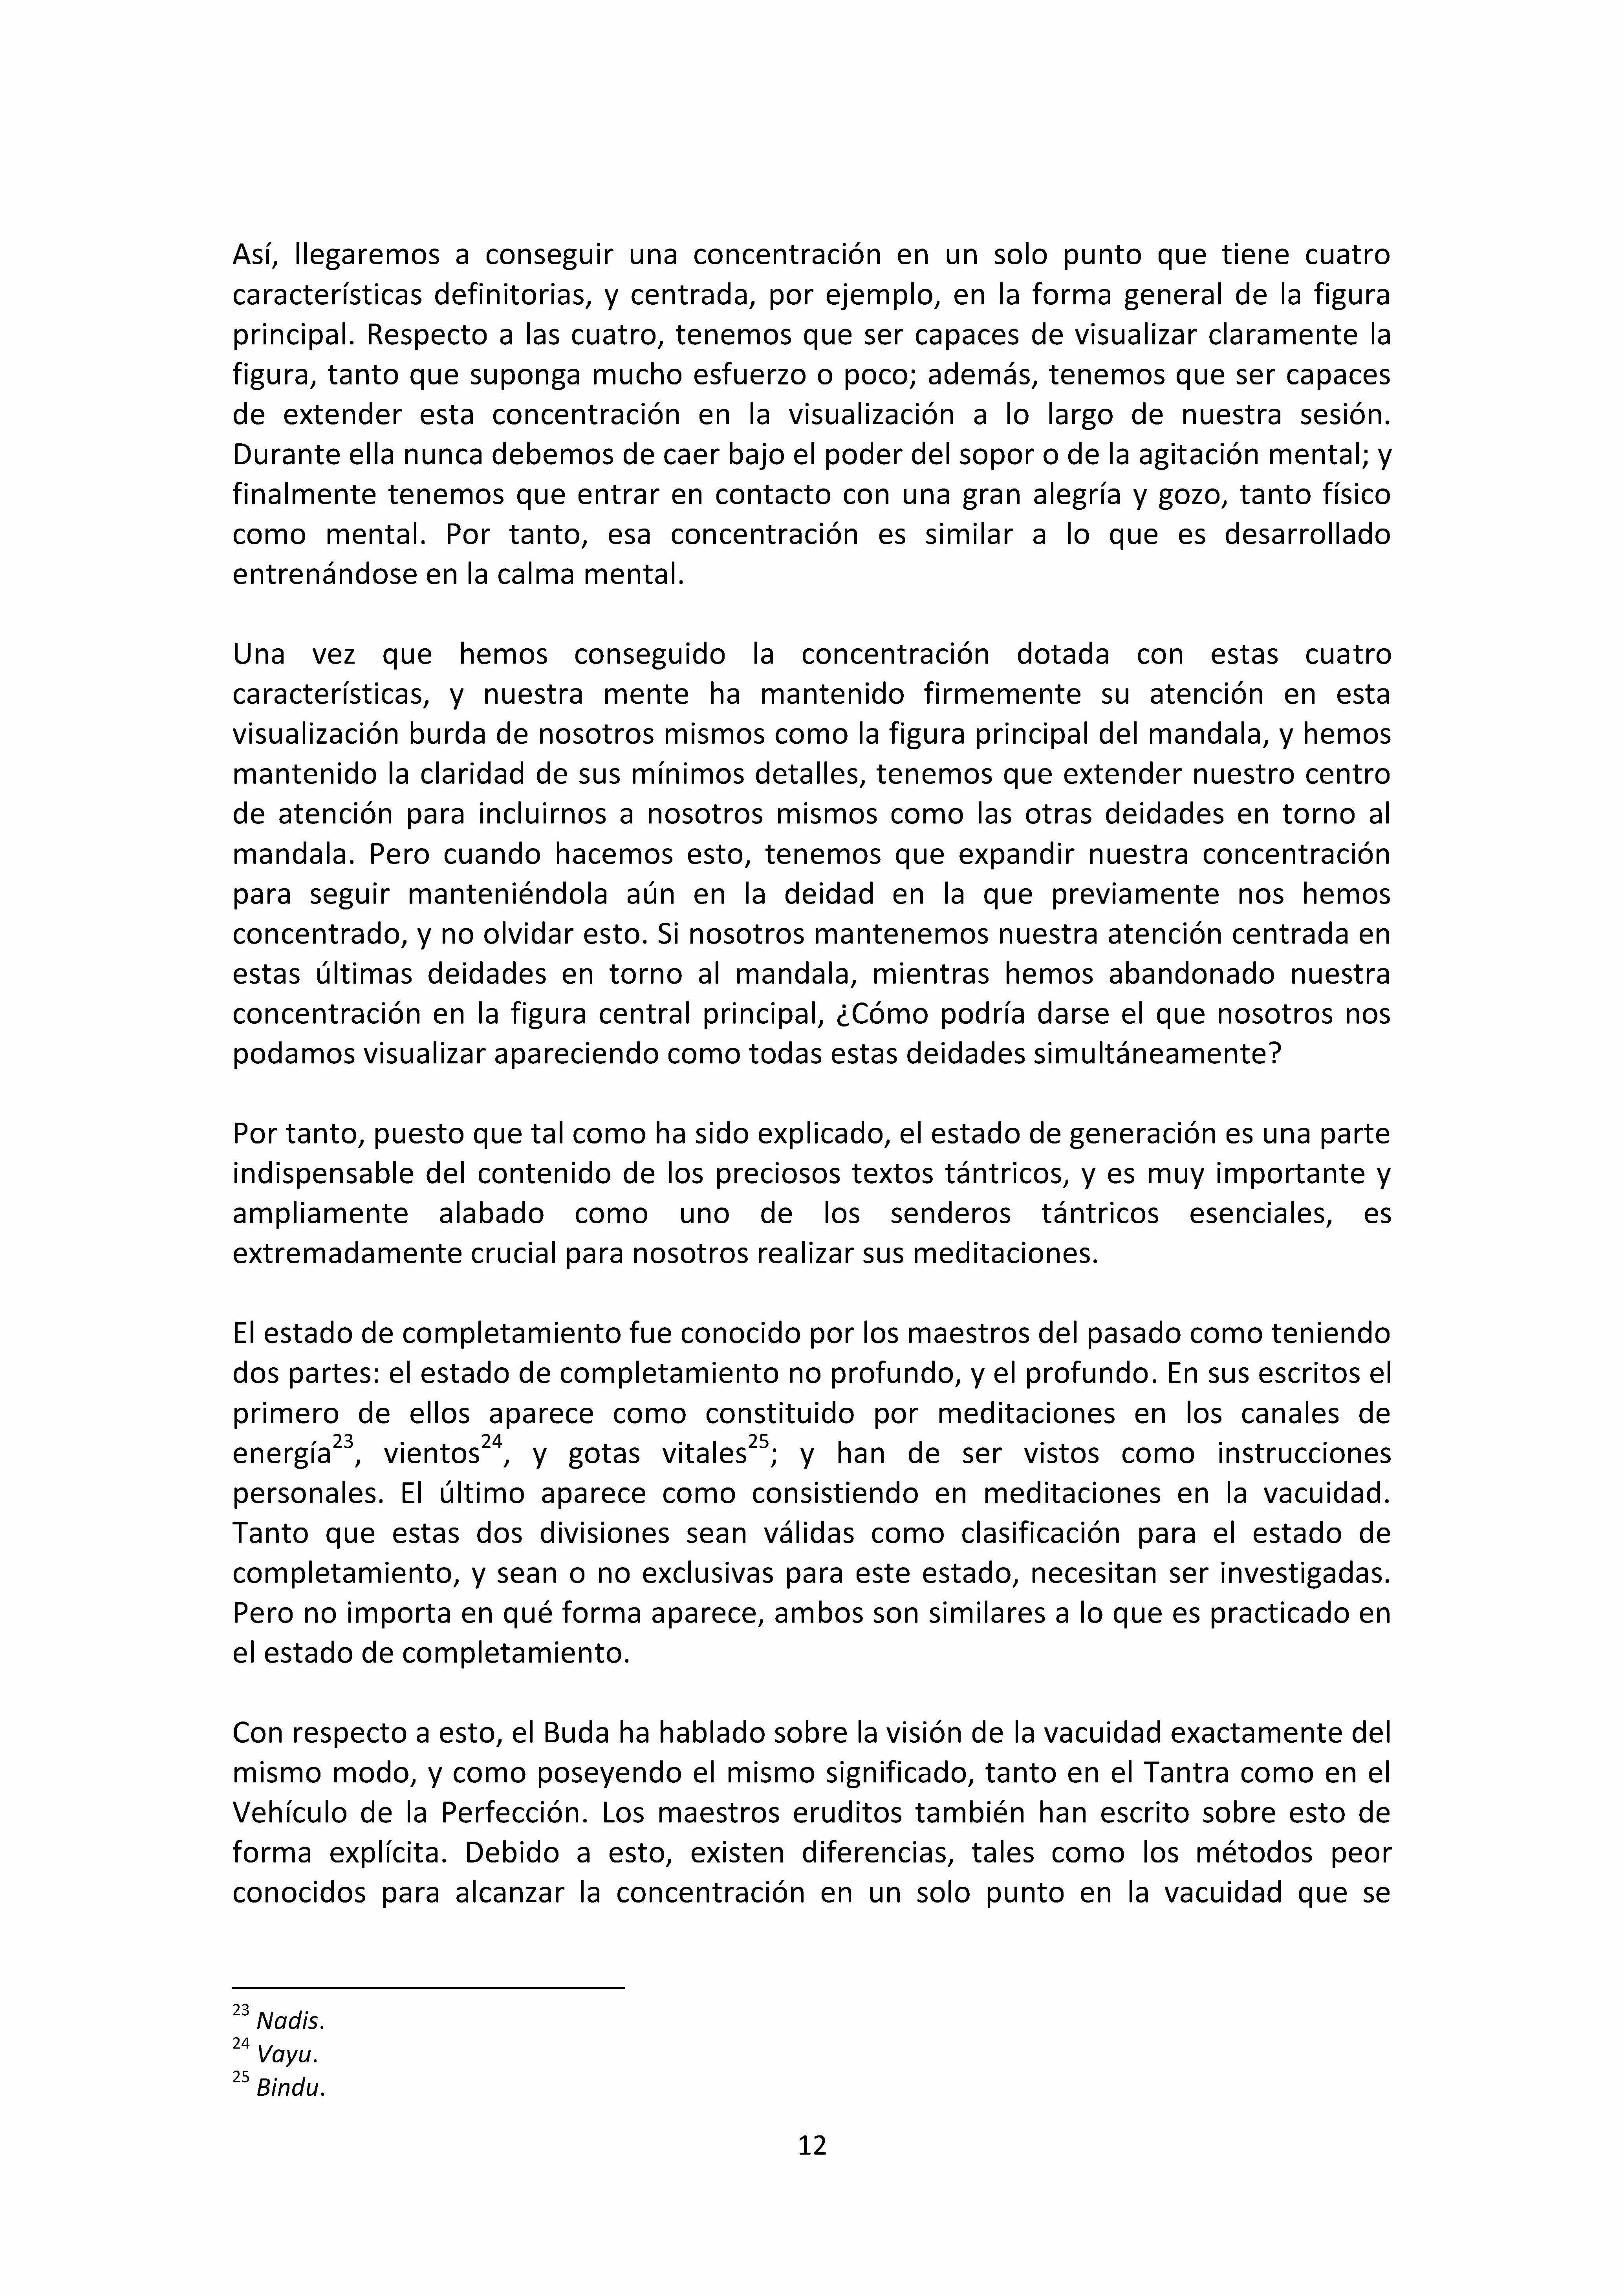 Así, llegaremos a conseguir una concentración en un solo punto que tiene cuatro
características definitorias, y centrada, por ejemplo, en la forma general de la figura
principal. Respecto a las cuatro, tenemos que ser capaces de visualizar claramente la
figura, tanto que suponga mucho esfuerzo o poco; además, tenemos que ser capaces
de extender esta concentración en la visualización a lo largo de nuestra sesión.
Durante ella nunca debemos de caer bajo el poder del sopor o de la agitación mental; y
finalmente tenemos que entrar en contacto con una gran alegría y gozo, tanto físico
como mental. Por tanto, esa concentración es similar a lo que es desarrollado
entrenándose en la calma mental.
Una vez que hemos conseguido la concentración dotada con estas cuatro
características, y nuestra mente ha mantenido firmemente su atención en esta
visualización burda de nosotros mismos como la figura principal del mandala, y hemos
mantenido la claridad de sus mínimos detalles, tenemos que extender nuestro centro
de atención para incluirnos a nosotros mismos como las otras deidades en torno al
mandala. Pero cuando hacemos esto, tenemos que expandir nuestra concentración
para seguir manteniéndola aún en la deidad en la que previamente nos hemos
concentrado, y no olvidar esto. Si nosotros mantenemos nuestra atención centrada en
estas últimas deidades en torno al mandala, mientras hemos abandonado nuestra
concentración en la figura central principal, ¿Cómo podría darse el que nosotros nos
podamos visualizar apareciendo como todas estas deidades simultáneamente?
Por tanto, puesto que tal como ha sido explicado, el estado de generación es una parte
indispensable del contenido de los preciosos textos tántricos, y es muy importante y
ampliamente alabado como uno de los senderos tántricos esenciales, es
extremadamente crucial para nosotros realizar sus meditaciones.
El estado de completamiento fue conocido por los maestros del pasado como teniendo
dos partes: el estado de completamiento no profundo, y el profundo. En sus escritos el
primero de ellos aparece como constituido por meditaciones en los canales de
energía23, vientos24, y gotas vitales25; y han de ser vistos como instrucciones
personales. El último aparece como consistiendo en meditaciones en la vacuidad.
Tanto que estas dos divisiones sean válidas como clasificación para el estado de
completamiento, y sean o no exclusivas para este estado, necesitan ser investigadas.
Pero no importa en qué forma aparece, ambos son similares a lo que es practicado en
el estado de completamiento.
Con respecto a esto, el Buda ha hablado sobre la visión de la vacuidad exactamente del
mismo modo, y como poseyendo el mismo significado, tanto en el Tantra como en el
Vehículo de la Perfección. Los maestros eruditos también han escrito sobre esto de
forma explícita. Debido a esto, existen diferencias, tales como los métodos peor
conocidos para alcanzar la concentración en un solo punto en la vacuidad que se
23 Nadis.
24 Vayu.
25 Bindu.
12